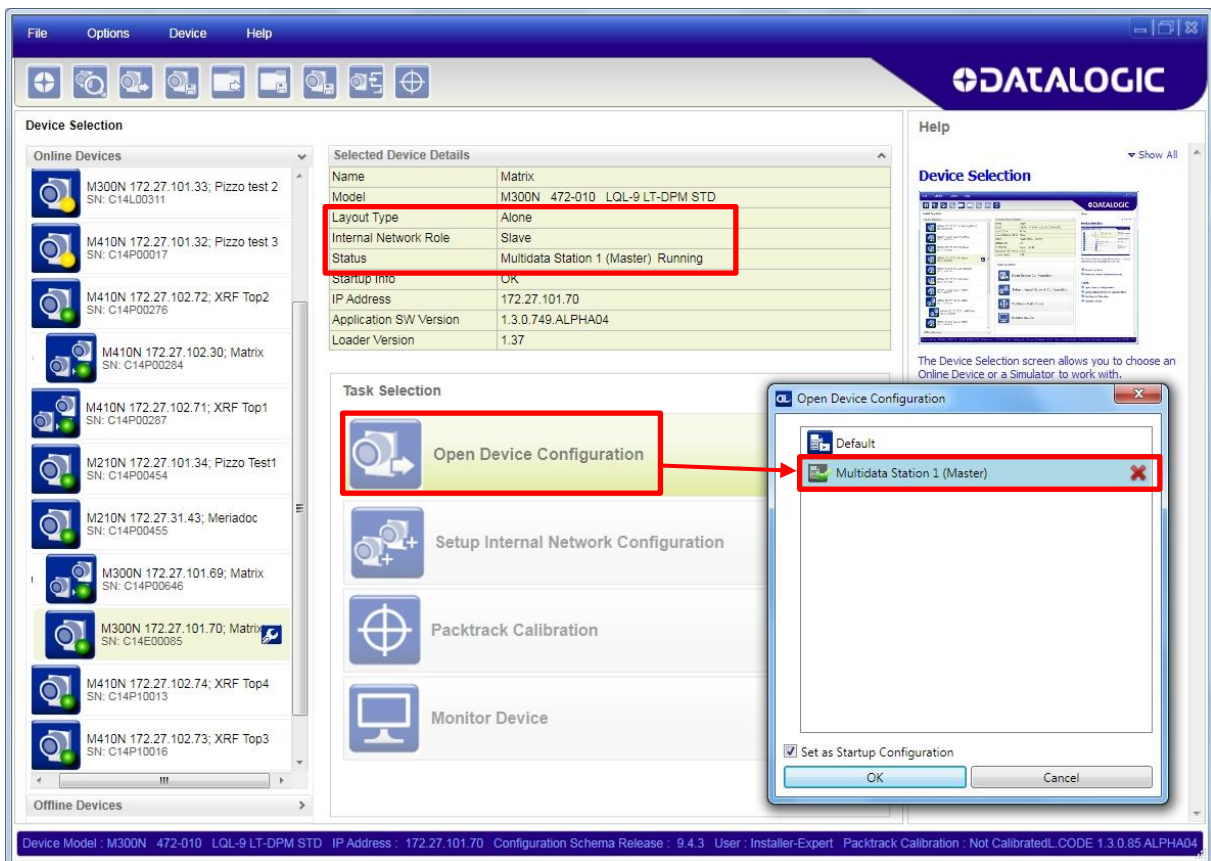 File Options Device Help
DATALOGIC
Device Selection
Online Devices
M300N 172.27.101.33; Pizzo test 2
SN: C14L00311
M410N 172.27.101.32; Pizzo test 3
SN: C14P00017
M410N 172.27.102.72; XRF Top2
SN: C14P00276
M410N 172.27.102.30; Matrix
SN: C14P00284
M410N 172.27.102.71; XRF Top1
SN: C14P00287
M210N 172.27.101.34; Pizzo Test1
SN: C14P00454
M210N 172.27.31.43; Meriadoc
SN: C14P00455
M300N 172.27.101.69; Matrix
SN: C14P00646
M300N 172.27.101.70; Matrix
SN: C14E00085
M410N 172.27.102.74; XRF Top4
SN: C14P10013
M410N 172.27.102.73; XRF Top3
SN: C14P10016
Offline Devices
Selected Device Details
Name Matrix
Model M300N 472-010 LQL-9 LT-DPM STD
Layout Type Alone
Internal Network Role Slave
Status Multidata Station 1 (Master) Running
Startup Info OK
IP Address 172.27.101.70
Application SW Version 1.3.0.749.ALPHA04
Loader Version 1.37
Task Selection
Open Device Configuration
Setup Internal Network Configuration
Packtrack Calibration
Monitor Device
Help
Show All
Device Selection
DATALOGIC
The Device Selection screen allows you to choose an
Online Device or a Simulator to work with.
Open Device Configuration
Default
Multidata Station 1 (Master)
Set as Startup Configuration
OK Cancel
Device Model : M300N 472-010 LQL-9 LT-DPM STD IP Address : 172.27.101.70 Configuration Schema Release : 9.4.3 User : Installer-Expert Packtrack Calibration : Not CalibratedL.CODE 1.3.0.85 ALPHA04